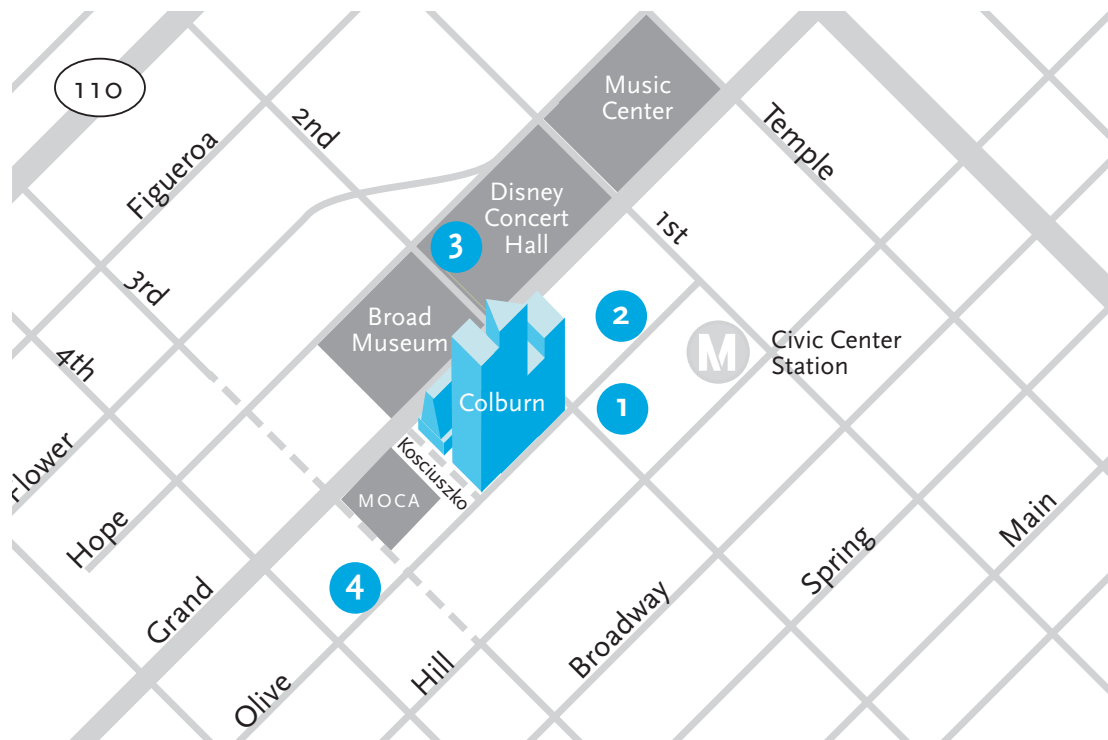 Music
Center
110
2nd
Temple
Figueroa
Disney
Concert
Hall
1st
3
3rd
Broad
Museum
2
M
Civic Center
Station
4th
Colburn
1
Flower
Kosciuszko
MOCA
Hope
Main
Spring
4
Grand
Broadway
Hill
Olive